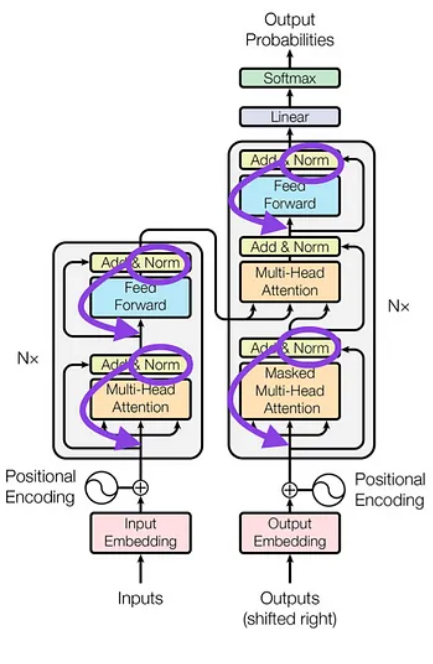 Output
Probabilities
Softmax
Linear
Add & Norm
Feed
Forward
Add & Norm
Multi-Head
Attention
Nx
Add & Norm
Masked
Multi-Head
Attention
Add & Norm
Feed
Forward
Nx
Add & Norm
Multi-Head
Attention
Positional
Encoding
Positional
Encoding
Input
Embedding
Output
Embedding
Inputs
Outputs
(shifted right)